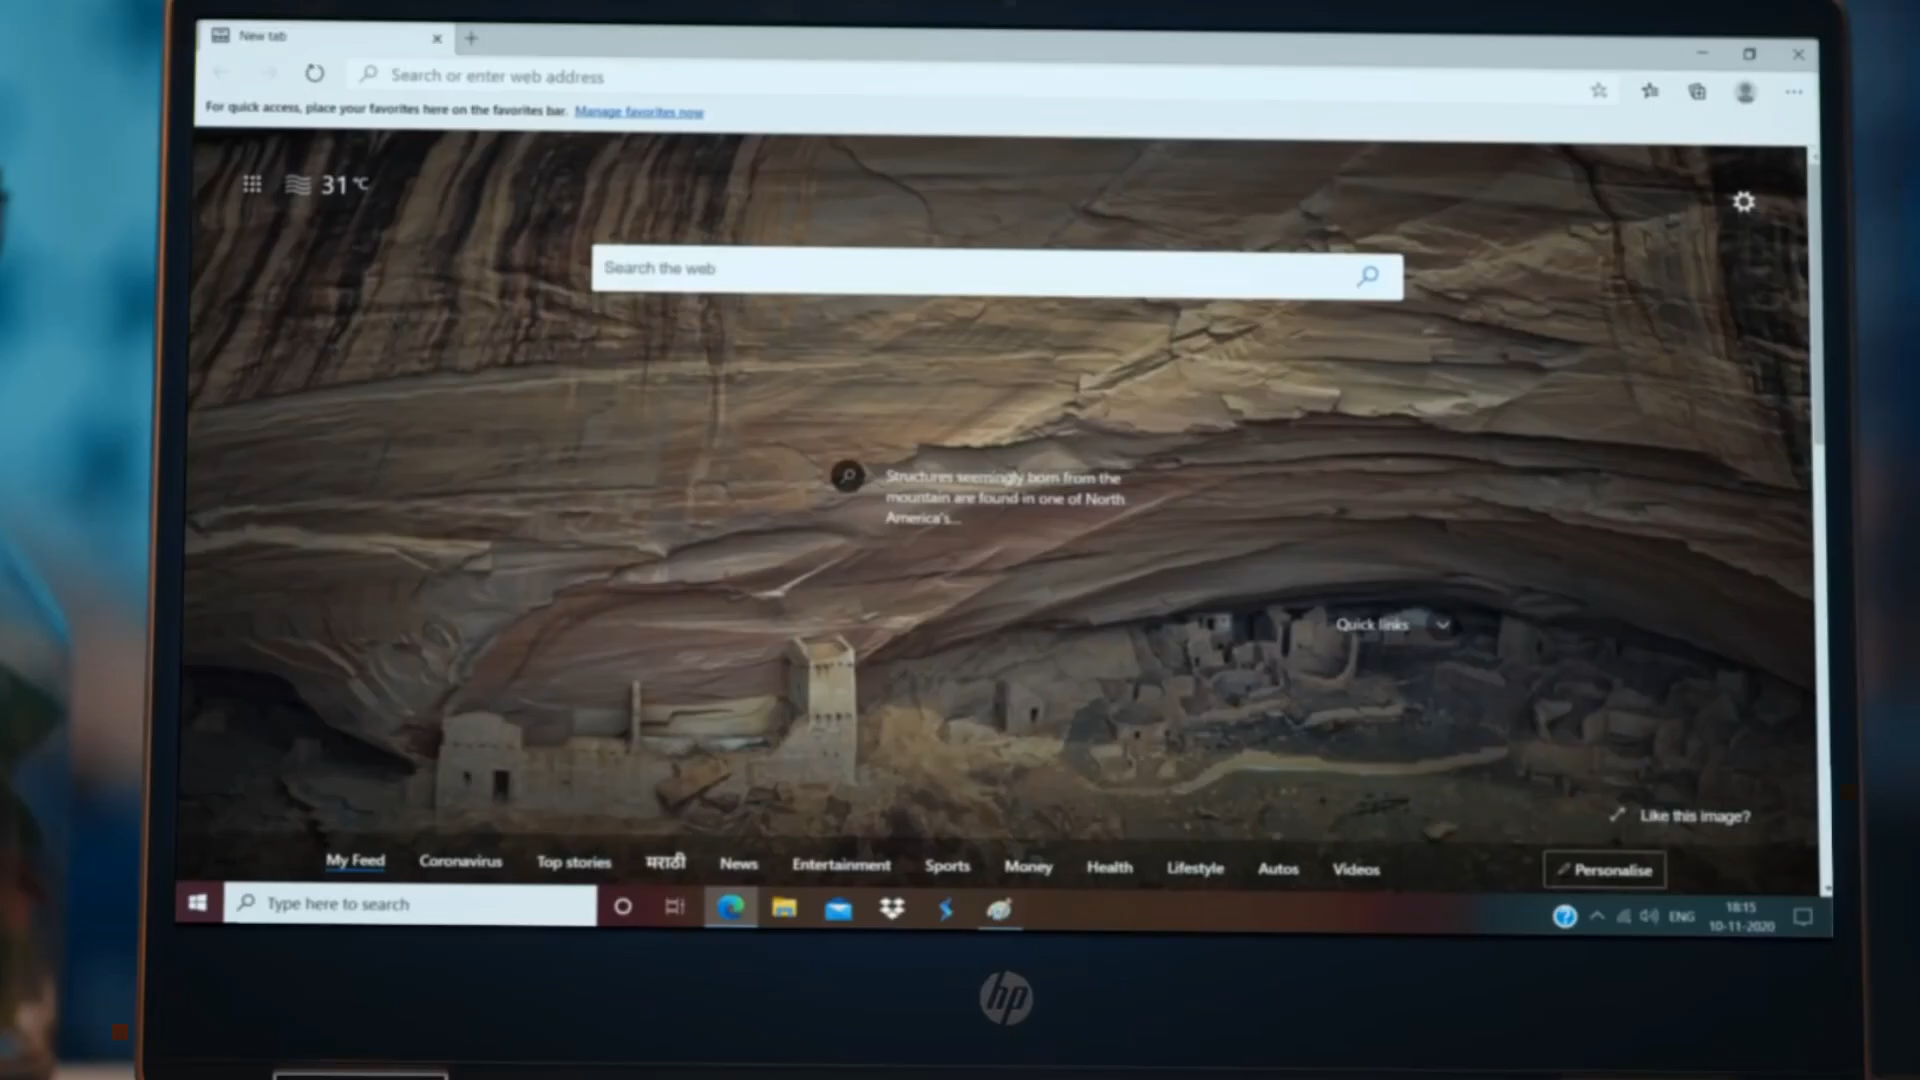 New tab
Search or enter web address
For quick access, place your favorites here on the favorites bar. Manage favorites now
31 °C
Search the web
Structures seemingly born from the
mountain are found in one of North
America's...
Quick links
Like this image?
My Feed Coronavirus Top stories मराठी News Entertainment Sports Money Health Lifestyle Autos Videos Personalise
Type here to search
ENG
18:15
10-11-2020
hp